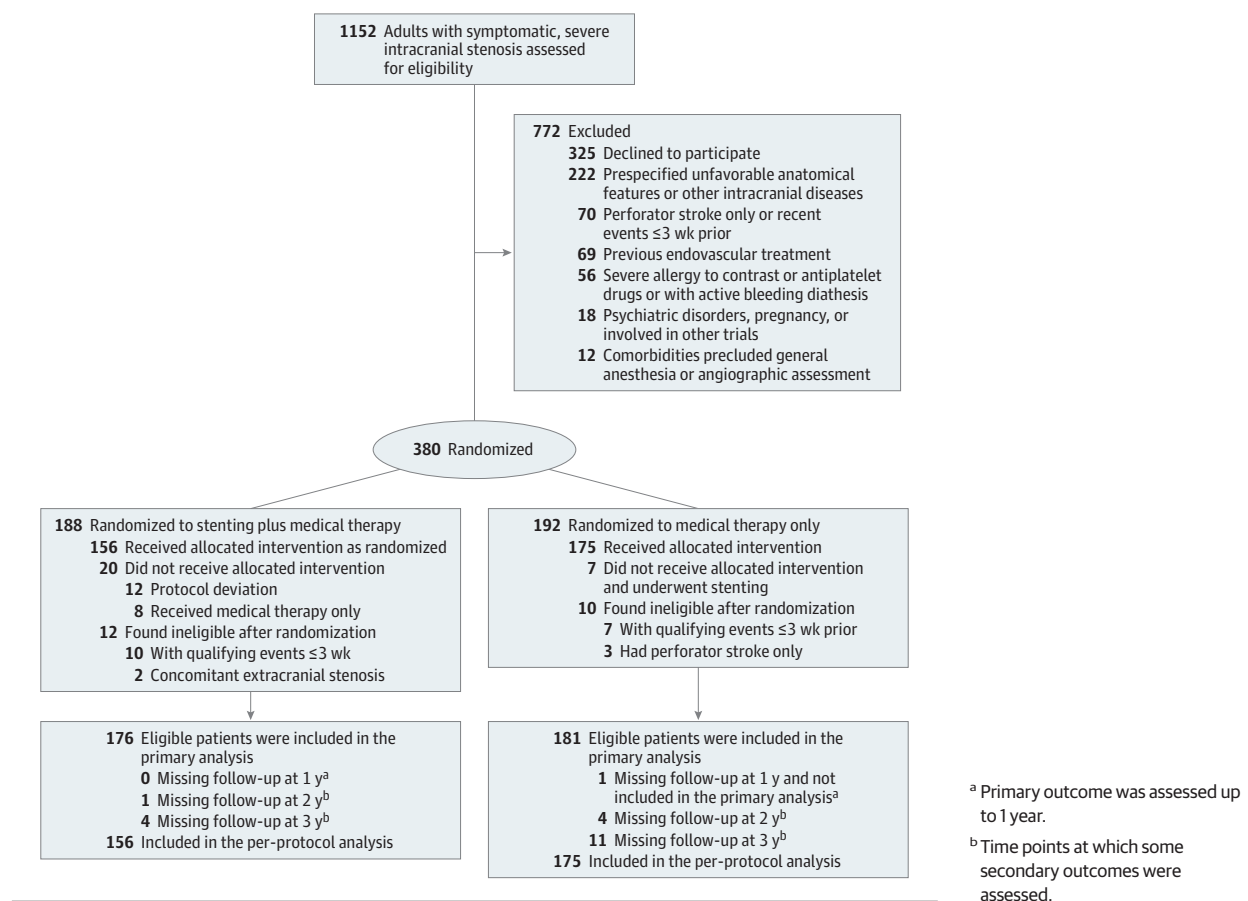 1152 Adults with symptomatic, severe
intracranial stenosis assessed
for eligibility
772 Excluded
325 Declined to participate
222 Prespecified unfavorable anatomical
features or other intracranial diseases
70 Perforator stroke only or recent
events ≤3 wk prior
69 Previous endovascular treatment
56 Severe allergy to contrast or antiplatelet
drugs or with active bleeding diathesis
18 Psychiatric disorders, pregnancy, or
involved in other trials
12 Comorbidities precluded general
anesthesia or angiographic assessment
380 Randomized
188 Randomized to stenting plus medical therapy
156 Received allocated intervention as randomized
20 Did not receive allocated intervention
12 Protocol deviation
8 Received medical therapy only
12 Found ineligible after randomization
10 With qualifying events ≤3 wk
2 Concomitant extracranial stenosis
192 Randomized to medical therapy only
175 Received allocated intervention
7 Did not receive allocated intervention
and underwent stenting
10 Found ineligible after randomization
7 With qualifying events ≤3 wk prior
3 Had perforator stroke only
176 Eligible patients were included in the
primary analysis
0 Missing follow-up at 1 yᵃ
1 Missing follow-up at 2 yᵇ
4 Missing follow-up at 3 yᵇ
156 Included in the per-protocol analysis
181 Eligible patients were included in the
primary analysis
1 Missing follow-up at 1 y and not
included in the primary analysisᵃ
4 Missing follow-up at 2 yᵇ
11 Missing follow-up at 3 yᵇ
175 Included in the per-protocol analysis
ᵃ Primary outcome was assessed up
to 1 year.
ᵇ Time points at which some
secondary outcomes were
assessed.